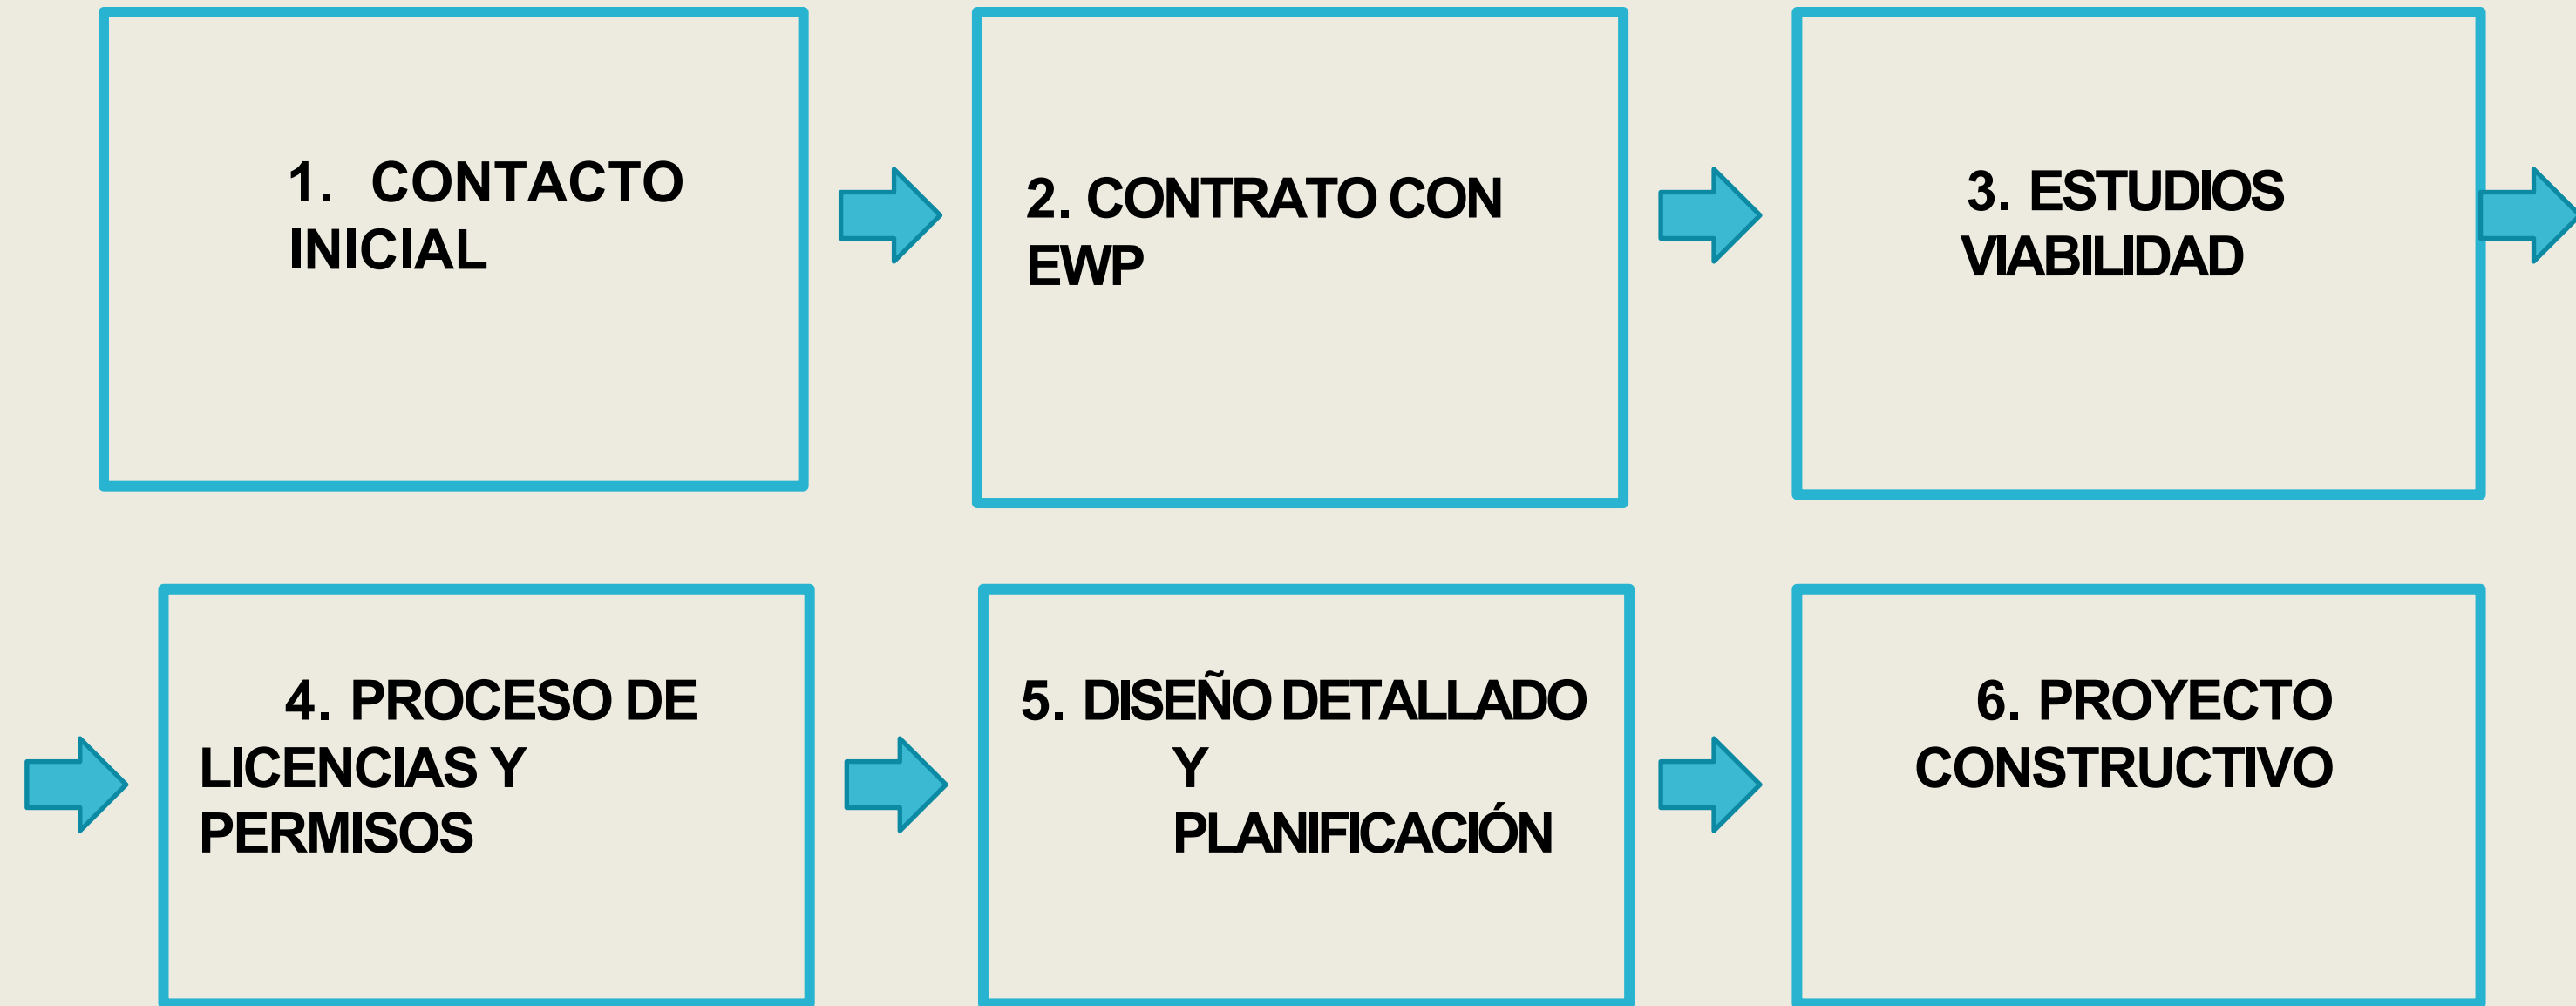 1. CONTACTO
INICIAL
2. CONTRATO CON
EWP
3. ESTUDIOS
VIABILIDAD
4. PROCESO DE
LICENCIAS Y
PERMISOS
5. DISEÑO DETALLADO
Y
PLANIFICACIÓN
6. PROYECTO
CONSTRUCTIVO